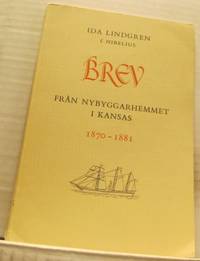 IDA LINDGREN
F. NIBELIUS
BREV
FRÅN NYBYGGARHEMMET
I KANSAS
1870–1881